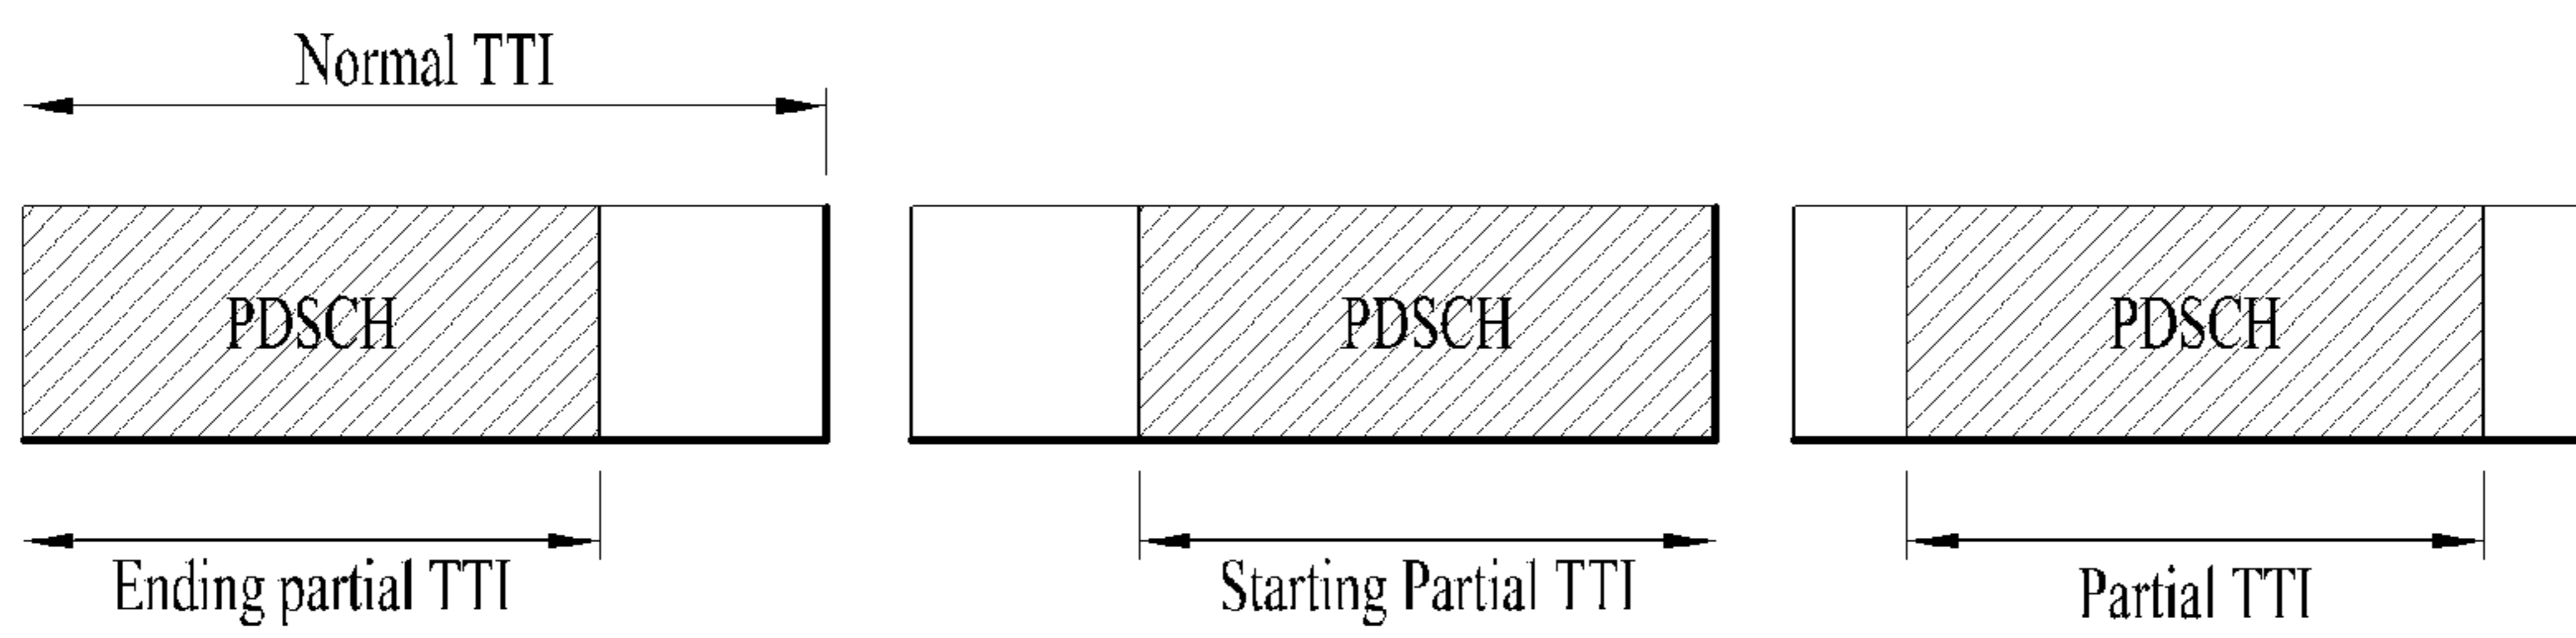 Normal TTI
PDSCH
PDSCH
PDSCH
Ending partial TTI
Starting Partial TTI
Partial TTI